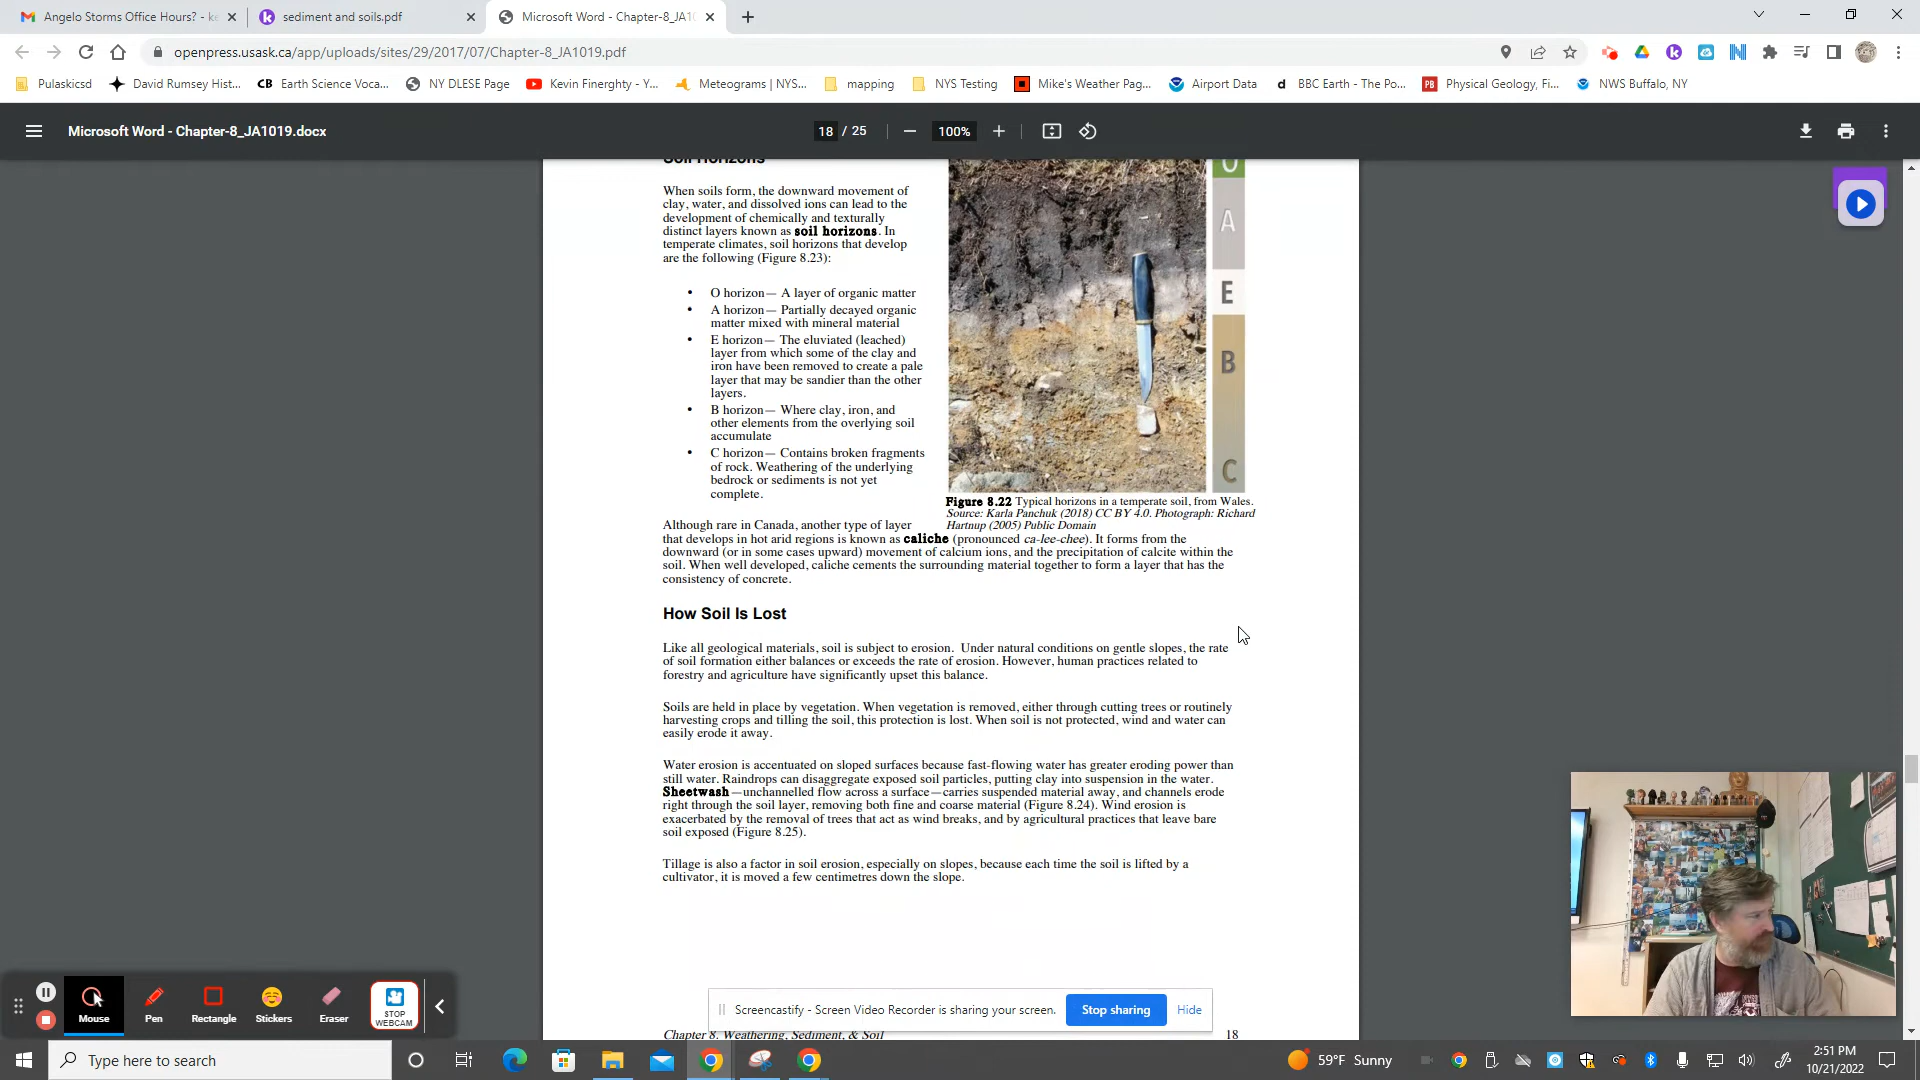 Angelo Storms Office Hours? - ke
sediment and soils.pdf
Microsoft Word - Chapter-8_JA10
openpress.usask.ca/app/uploads/sites/29/2017/07/Chapter-8_JA1019.pdf
Pulaskicsd
David Rumsey Hist...
CB Earth Science Voca...
NY DLESE Page
Kevin Finerghty - Y...
Meteograms | NYS...
mapping
NYS Testing
Mike's Weather Pag...
Airport Data
d BBC Earth - The Po...
PB Physical Geology, Fi...
NWS Buffalo, NY
Microsoft Word - Chapter-8_JA1019.docx
18 / 25
100%
Soil Horizons
When soils form, the downward movement of
clay, water, and dissolved ions can lead to the
development of chemically and texturally
distinct layers known as soil horizons. In
temperate climates, soil horizons that develop
are the following (Figure 8.23):
• O horizon— A layer of organic matter
• A horizon— Partially decayed organic
matter mixed with mineral material
• E horizon— The eluviated (leached)
layer from which some of the clay and
iron have been removed to create a pale
layer that may be sandier than the other
layers.
• B horizon— Where clay, iron, and
other elements from the overlying soil
accumulate
• C horizon— Contains broken fragments
of rock. Weathering of the underlying
bedrock or sediments is not yet
complete.
O
A
E
B
C
Figure 8.22 Typical horizons in a temperate soil, from Wales.
Source: Karla Panchuk (2018) CC BY 4.0. Photograph: Richard
Hartnup (2005) Public Domain
Although rare in Canada, another type of layer
that develops in hot arid regions is known as caliche (pronounced ca-lee-chee). It forms from the
downward (or in some cases upward) movement of calcium ions, and the precipitation of calcite within the
soil. When well developed, caliche cements the surrounding material together to form a layer that has the
consistency of concrete.
How Soil Is Lost
Like all geological materials, soil is subject to erosion. Under natural conditions on gentle slopes, the rate
of soil formation either balances or exceeds the rate of erosion. However, human practices related to
forestry and agriculture have significantly upset this balance.
Soils are held in place by vegetation. When vegetation is removed, either through cutting trees or routinely
harvesting crops and tilling the soil, this protection is lost. When soil is not protected, wind and water can
easily erode it away.
Water erosion is accentuated on sloped surfaces because fast-flowing water has greater eroding power than
still water. Raindrops can disaggregate exposed soil particles, putting clay into suspension in the water.
Sheetwash—unchannelled flow across a surface—carries suspended material away, and channels erode
right through the soil layer, removing both fine and coarse material (Figure 8.24). Wind erosion is
exacerbated by the removal of trees that act as wind breaks, and by agricultural practices that leave bare
soil exposed (Figure 8.25).
Tillage is also a factor in soil erosion, especially on slopes, because each time the soil is lifted by a
cultivator, it is moved a few centimetres down the slope.
Chapter 8. Weathering, Sediment, & Soil 18
Mouse
Pen
Rectangle
Stickers
Eraser
STOP
WEBCAM
Screencastify - Screen Video Recorder is sharing your screen.
Stop sharing
Hide
Type here to search
59°F Sunny
2:51 PM
10/21/2022